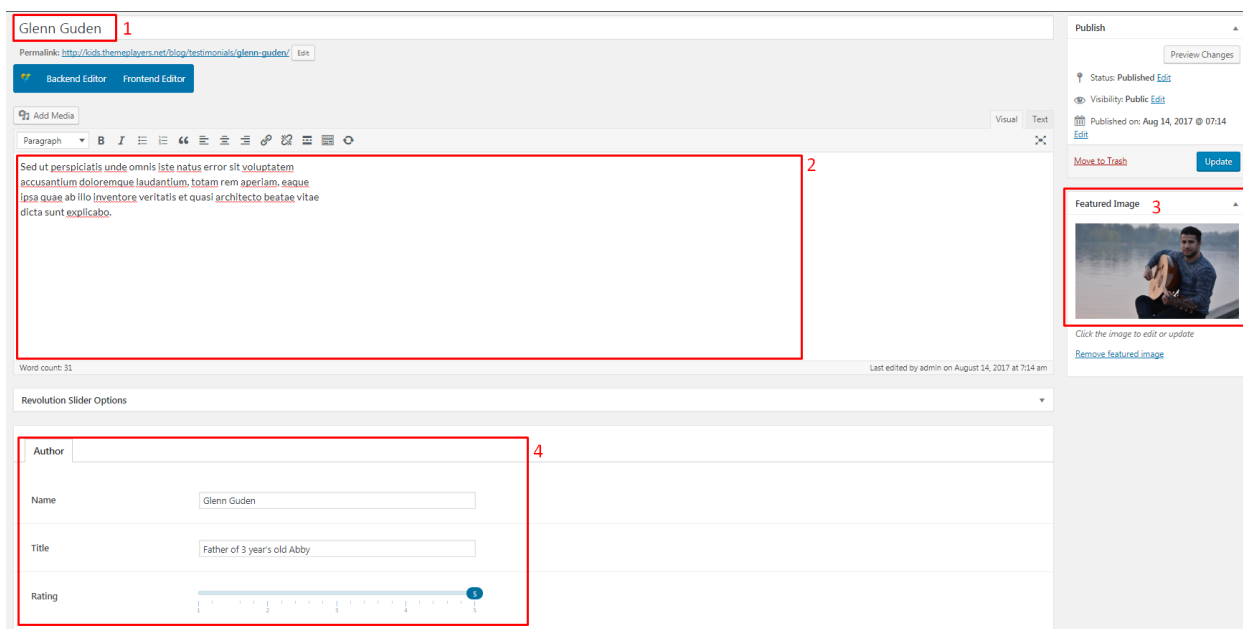 Glenn Guden 1
Permalink: http://kids.themeplayers.net/blog/testimonials/glenn-guden/ Edit
Backend Editor Frontend Editor
Add Media
Visual Text
Paragraph B I
Sed ut perspiciatis unde omnis iste natus error sit voluptatem
accusantium doloremque laudantium, totam rem aperiam, eaque
ipsa quae ab illo inventore veritatis et quasi architecto beatae vitae
dicta sunt explicabo.
2
Word count: 31
Last edited by admin on August 14, 2017 at 7:14 am
Revolution Slider Options
Author
4
Name Glenn Guden
Title Father of 3 year's old Abby
Rating 5
1 2 3 4 5
Publish
Preview Changes
Status: Published Edit
Visibility: Public Edit
Published on: Aug 14, 2017 @ 07:14
Edit
Move to Trash Update
Featured Image 3
Click the image to edit or update
Remove featured image